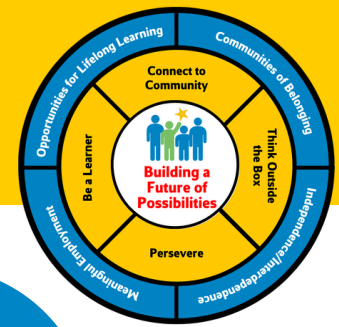 Opportunities for Lifelong Learning
Communities of Belonging
Connect to
Community
Be a Learner
Think Outside
the Box
Building a
Future of
Possibilities
Persevere
Meaningful Employment
Independence/Interdependence